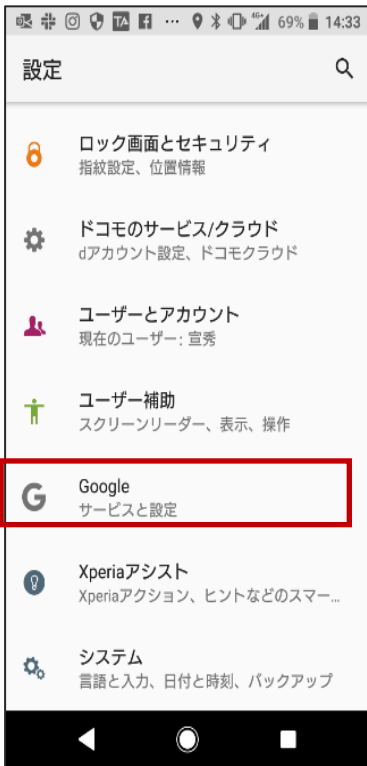 69% 14:33
設定
ロック画面とセキュリティ
指紋設定、位置情報
ドコモのサービス/クラウド
dアカウント設定、ドコモクラウド
ユーザーとアカウント
現在のユーザー: 宣秀
ユーザー補助
スクリーンリーダー、表示、操作
Google
サービスと設定
Xperiaアシスト
Xperiaアクション、ヒントなどのスマー...
システム
言語と入力、日付と時刻、バックアップ